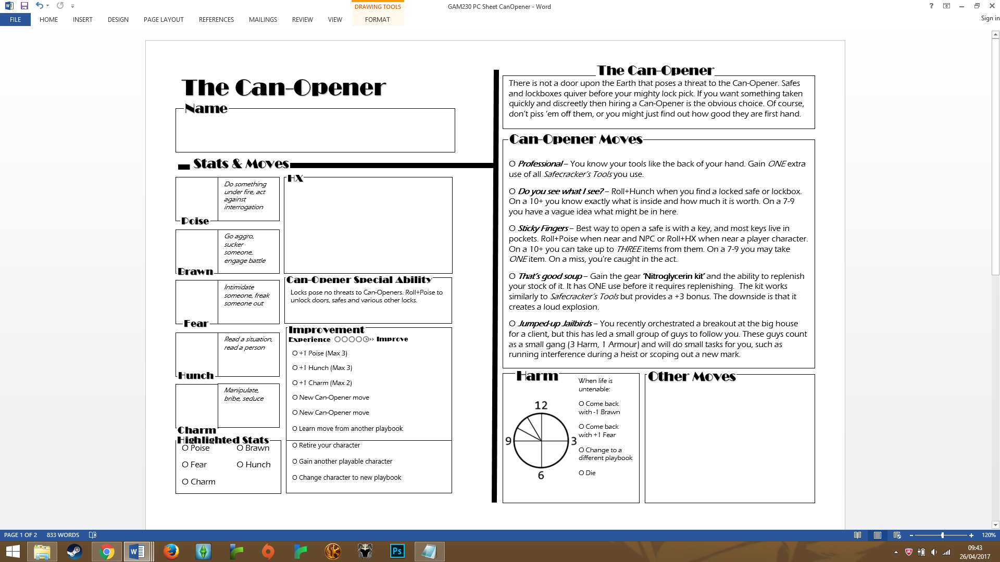 DRAWING TOOLS
GAM230 PC Sheet CanOpener - Word
?
FILE HOME INSERT DESIGN PAGE LAYOUT REFERENCES MAILINGS REVIEW VIEW FORMAT
Sign in
The Can-Opener
Name
Stats & Moves
Do something
under fire, act
against
interrogation
Poise
Go aggro,
sucker
someone,
engage battle
Brawn
Intimidate
someone, freak
someone out
Fear
Read a situation,
read a person
Hunch
Manipulate,
bribe, seduce
Charm
Highlighted Stats
O Poise O Brawn
O Fear O Hunch
O Charm
HX
Can-Opener Special Ability
Locks pose no threats to Can-Openers. Roll+Poise to
unlock doors, safes and various other locks.
Improvement
Experience Improve
O +1 Poise (Max 3)
O +1 Hunch (Max 3)
O +1 Charm (Max 2)
O New Can-Opener move
O New Can-Opener move
O Learn move from another playbook
O Retire your character
O Gain another playable character
O Change character to new playbook
The Can-Opener
There is not a door upon the Earth that poses a threat to the Can-Opener. Safes
and lockboxes quiver before your mighty lock pick. If you want something taken
quickly and discreetly then hiring a Can-Opener is the obvious choice. Of course,
don't piss 'em off them, or you might just find out how good they are first hand.
Can-Opener Moves
O Professional – You know your tools like the back of your hand. Gain ONE extra
use of all Safecracker's Tools you use.
O Do you see what I see? – Roll+Hunch when you find a locked safe or lockbox.
On a 10+ you know exactly what is inside and how much it is worth. On a 7-9
you have a vague idea what might be in here.
O Sticky Fingers – Best way to open a safe is with a key, and most keys live in
pockets. Roll+Poise when near and NPC or Roll+HX when near a player character.
On a 10+ you can take up to THREE items from them. On a 7-9 you may take
ONE item. On a miss, you're caught in the act.
O That's good soup – Gain the gear 'Nitroglycerin kit' and the ability to replenish
your stock of it. It has ONE use before it requires replenishing. The kit works
similarly to Safecracker's Tools but provides a +3 bonus. The downside is that it
creates a loud explosion.
O Jumped-up Jailbirds – You recently orchestrated a breakout at the big house
for a client, but this has led a small group of guys to follow you. These guys count
as a small gang (3 Harm, 1 Armour) and will do small tasks for you, such as
running interference during a heist or scoping out a new mark.
Harm
12
9 3
6
When life is
untenable:
O Come back
with -1 Brawn
O Come back
with +1 Fear
O Change to a
different playbook
O Die
Other Moves
PAGE 1 OF 2 833 WORDS
120%
Ps
09:43
26/04/2017